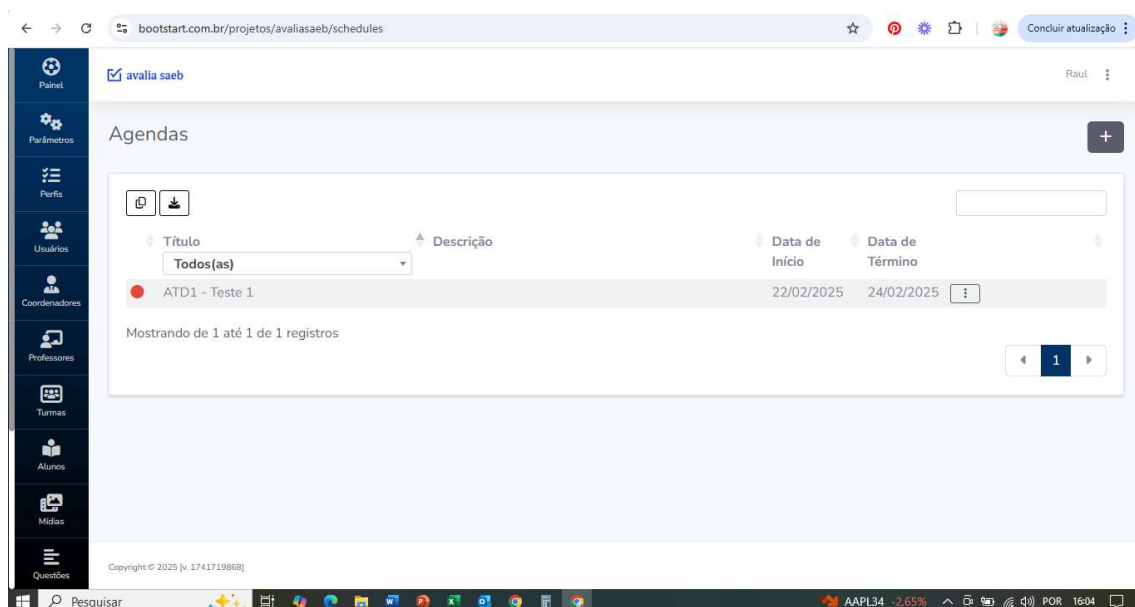 bootstart.com.br/projetos/avaliasaeb/schedules
Concluir atualização
Painel
avalia saeb
Raul
Parâmetros
Agendas
+
Perfis
Usuários
Título
Descrição
Data de Início
Data de Término
Todos(as)
Coordenadores
ATD1 - Teste 1
22/02/2025
24/02/2025
Mostrando de 1 até 1 de 1 registros
Professores
1
Turmas
Alunos
Mídias
Questões
Copyright © 2025 [v. 1741719868]
Pesquisar
AAPL34 -2,65%
POR
16:04